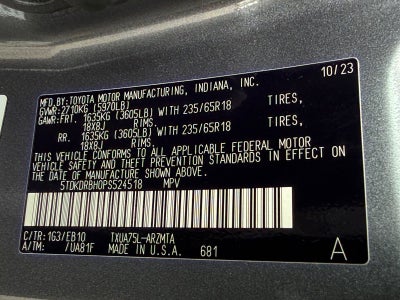 MFD.BY:TOYOTA MOTOR MANUFACTURING, INDIANA, INC. 10/23
GVWR:2710KG (5970LB)
GAWR:FRT. 1635KG (3605LB) WITH 235/65R18 TIRES,
18X8J RIMS
RR. 1635KG (3605LB) WITH 235/65R18 TIRES,
18X8J RIMS
THIS VEHICLE CONFORMS TO ALL APPLICABLE FEDERAL MOTOR
VEHICLE SAFETY AND THEFT PREVENTION STANDARDS IN EFFECT ON
THE DATE OF MANUFACTURE SHOWN ABOVE.
5TDKDRBH0PS524518 MPV
C/TR: 1G3/EB10 TXUA75L-ARZMTA
A/TM: /UA81F MADE IN U.S.A. 681 A